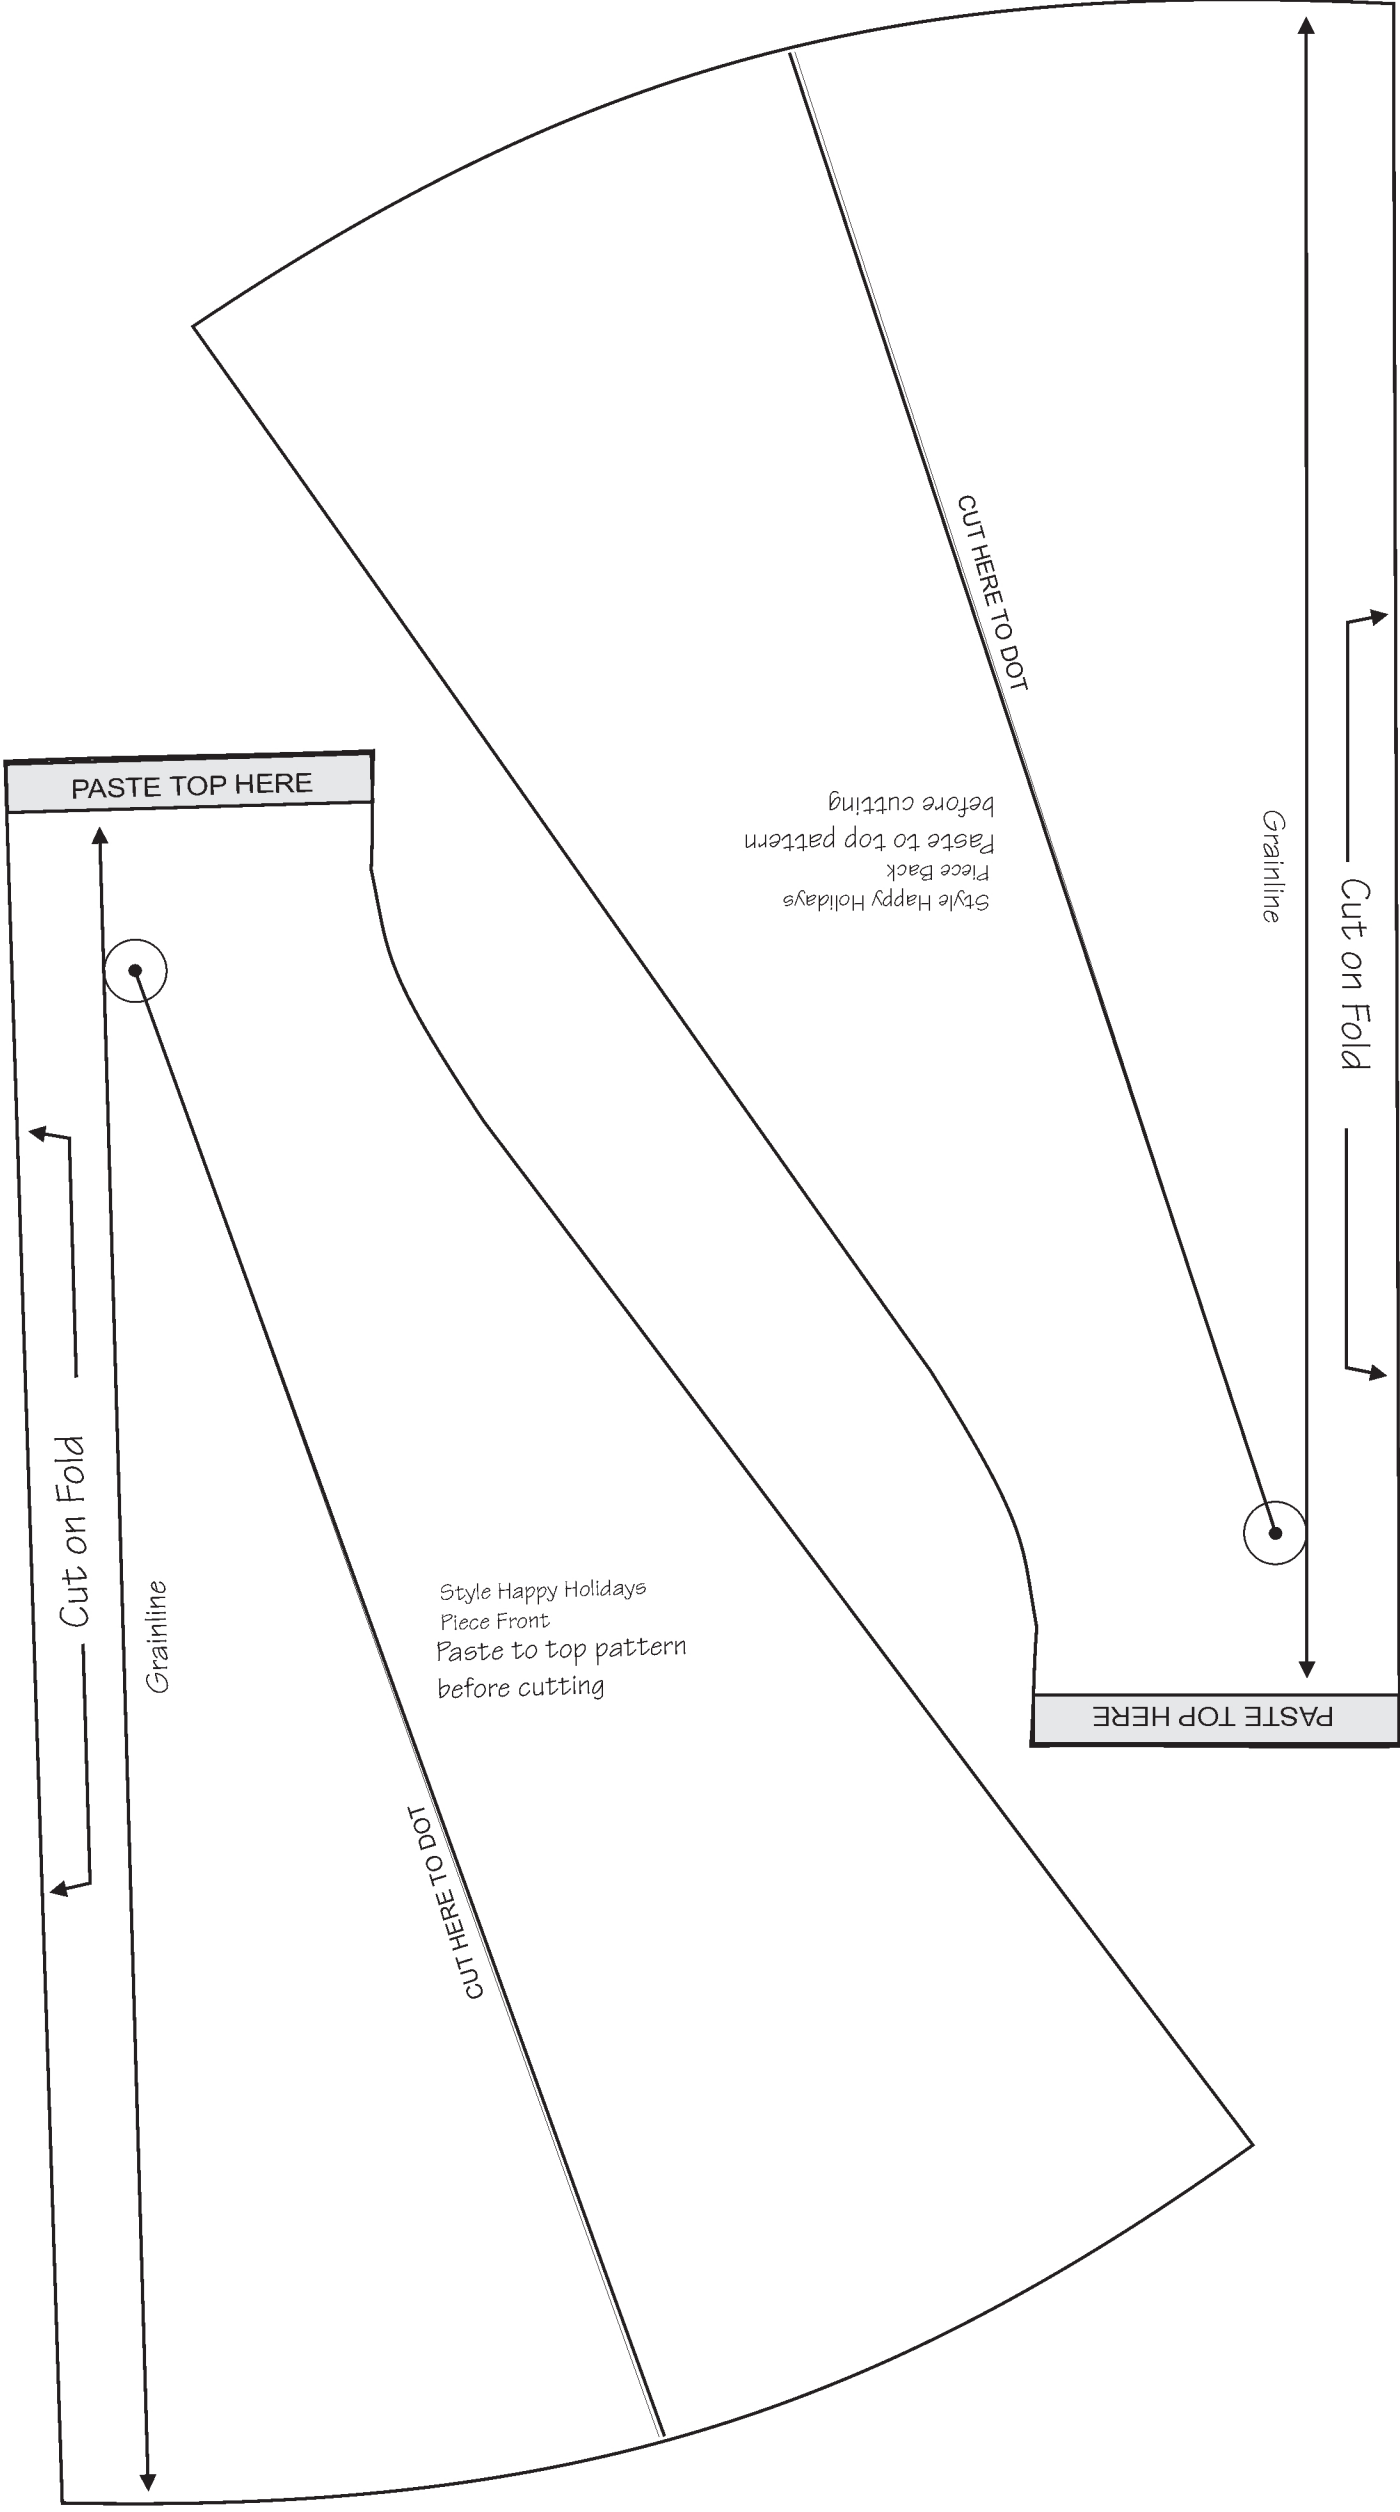 CUT HERE TO DOT
Grainline
Cut on Fold
Style Happy Holidays
Piece Back
Paste to top pattern
before cutting
PASTE TOP HERE
PASTE TOP HERE
Cut on Fold
Grainline
Style Happy Holidays
Piece Front
Paste to top pattern
before cutting
CUT HERE TO DOT